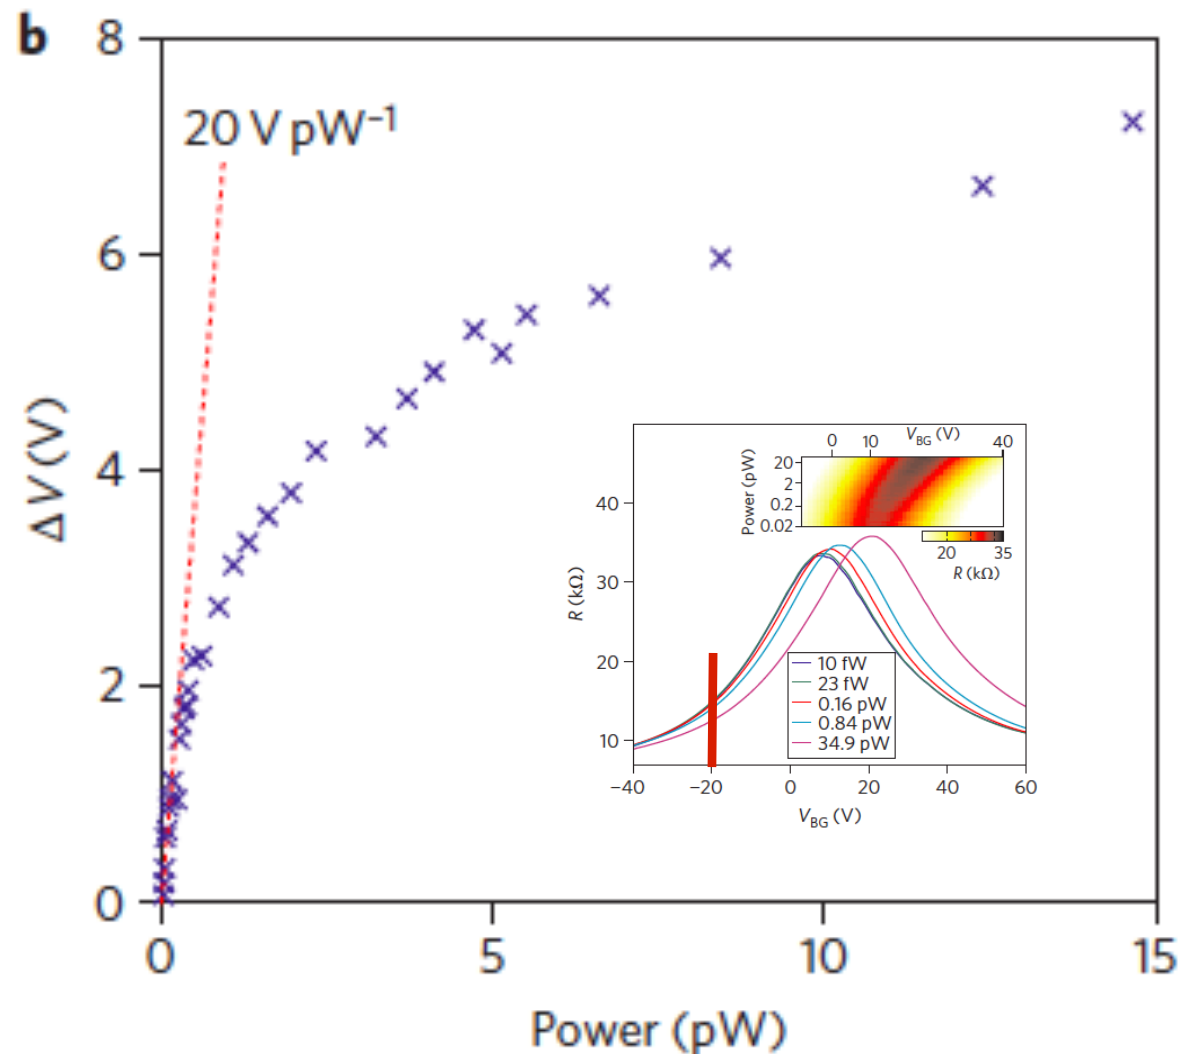 b
8
20 V pW⁻¹
6
ΔV (V)
4
2
0
0 5 10 15
Power (pW)
0 10 V_BG (V) 40
Power (pW)
20
2
0.2
0.02
20 35
R (kΩ)
40
30
20
10
R (kΩ)
10 fW
23 fW
0.16 pW
0.84 pW
34.9 pW
−40 −20 0 20 40 60
V_BG (V)